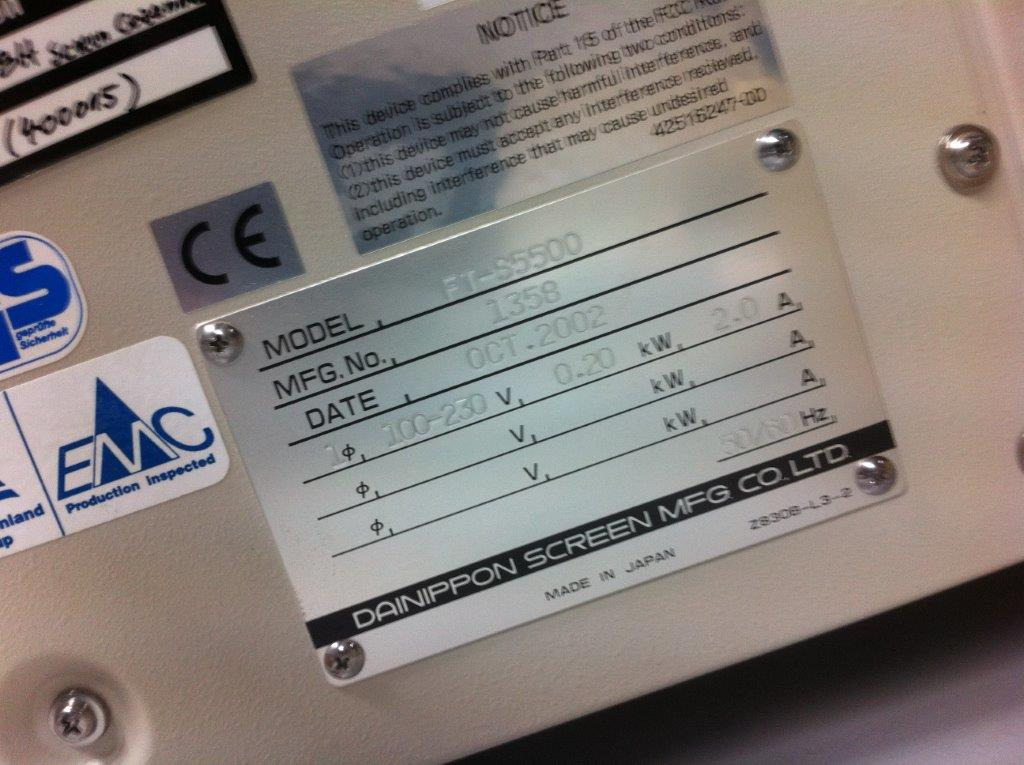 NOTICE
This device complies with Part 15 of the FCC
Operation is subject to the following two conditions:
(1)this device may not cause harmful interference, and
(2)this device must accept any interference recieved,
including interference that may cause undesired
operation.
42516247-00
(400015)
CE
S
geprüfte
Sicherheit
EMC
Production Inspected
MODEL FT-S5500
MFG.No. 1358
DATE OCT.2002
1φ, 100-230 V, 0.20 kW, 2.0 A,
φ, V, kW, A,
φ, V, kW, A,
50/60 Hz,
DAINIPPON SCREEN MFG. CO. LTD.
MADE IN JAPAN Z8308-L3-2